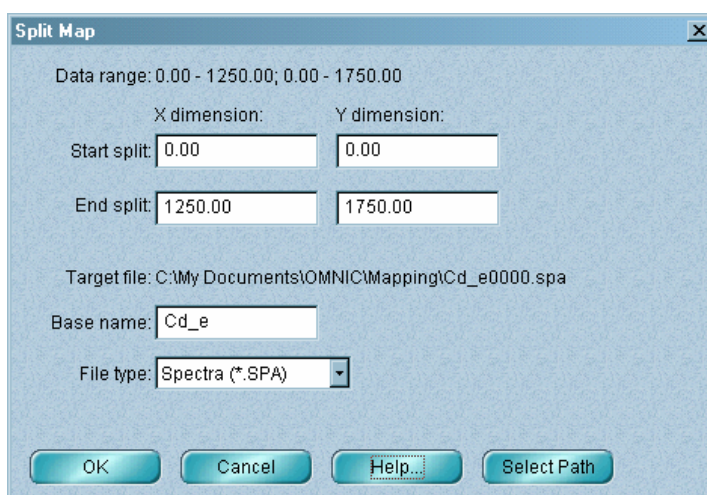 Split Map
Data range: 0.00 - 1250.00; 0.00 - 1750.00
X dimension: Y dimension:
Start split: 0.00 0.00
End split: 1250.00 1750.00
Target file: C:\My Documents\OMNIC\Mapping\Cd_e0000.spa
Base name: Cd_e
File type: Spectra (*.SPA)
OK Cancel Help... Select Path